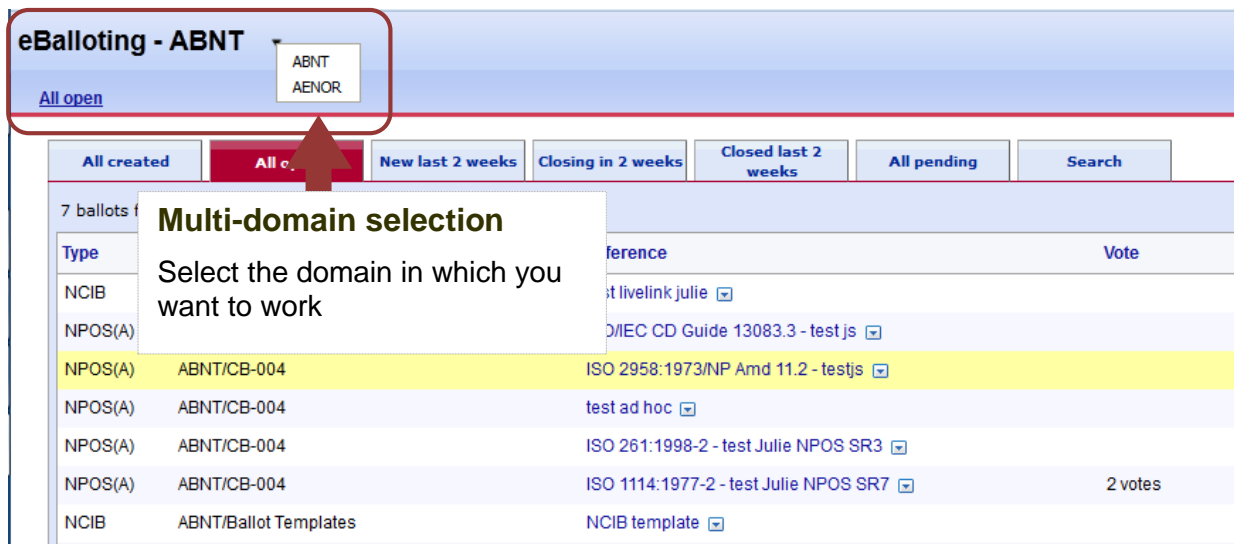 eBalloting - ABNT
ABNT
AENOR
All open
All created
New last 2 weeks
Closing in 2 weeks
Closed last 2
weeks
All pending
Search
7 ballots
Multi-domain selection
Select the domain in which you
want to work
Type
Vote
NCIB
livelink julie
NPOS(A)
CD Guide 13083.3 - test js
NPOS(A) ABNT/CB-004 ISO 2958:1973/NP Amd 11.2 - testjs
NPOS(A) ABNT/CB-004 test ad hoc
NPOS(A) ABNT/CB-004 ISO 261:1998-2 - test Julie NPOS SR3
NPOS(A) ABNT/CB-004 ISO 1114:1977-2 - test Julie NPOS SR7 2 votes
NCIB ABNT/Ballot Templates NCIB template